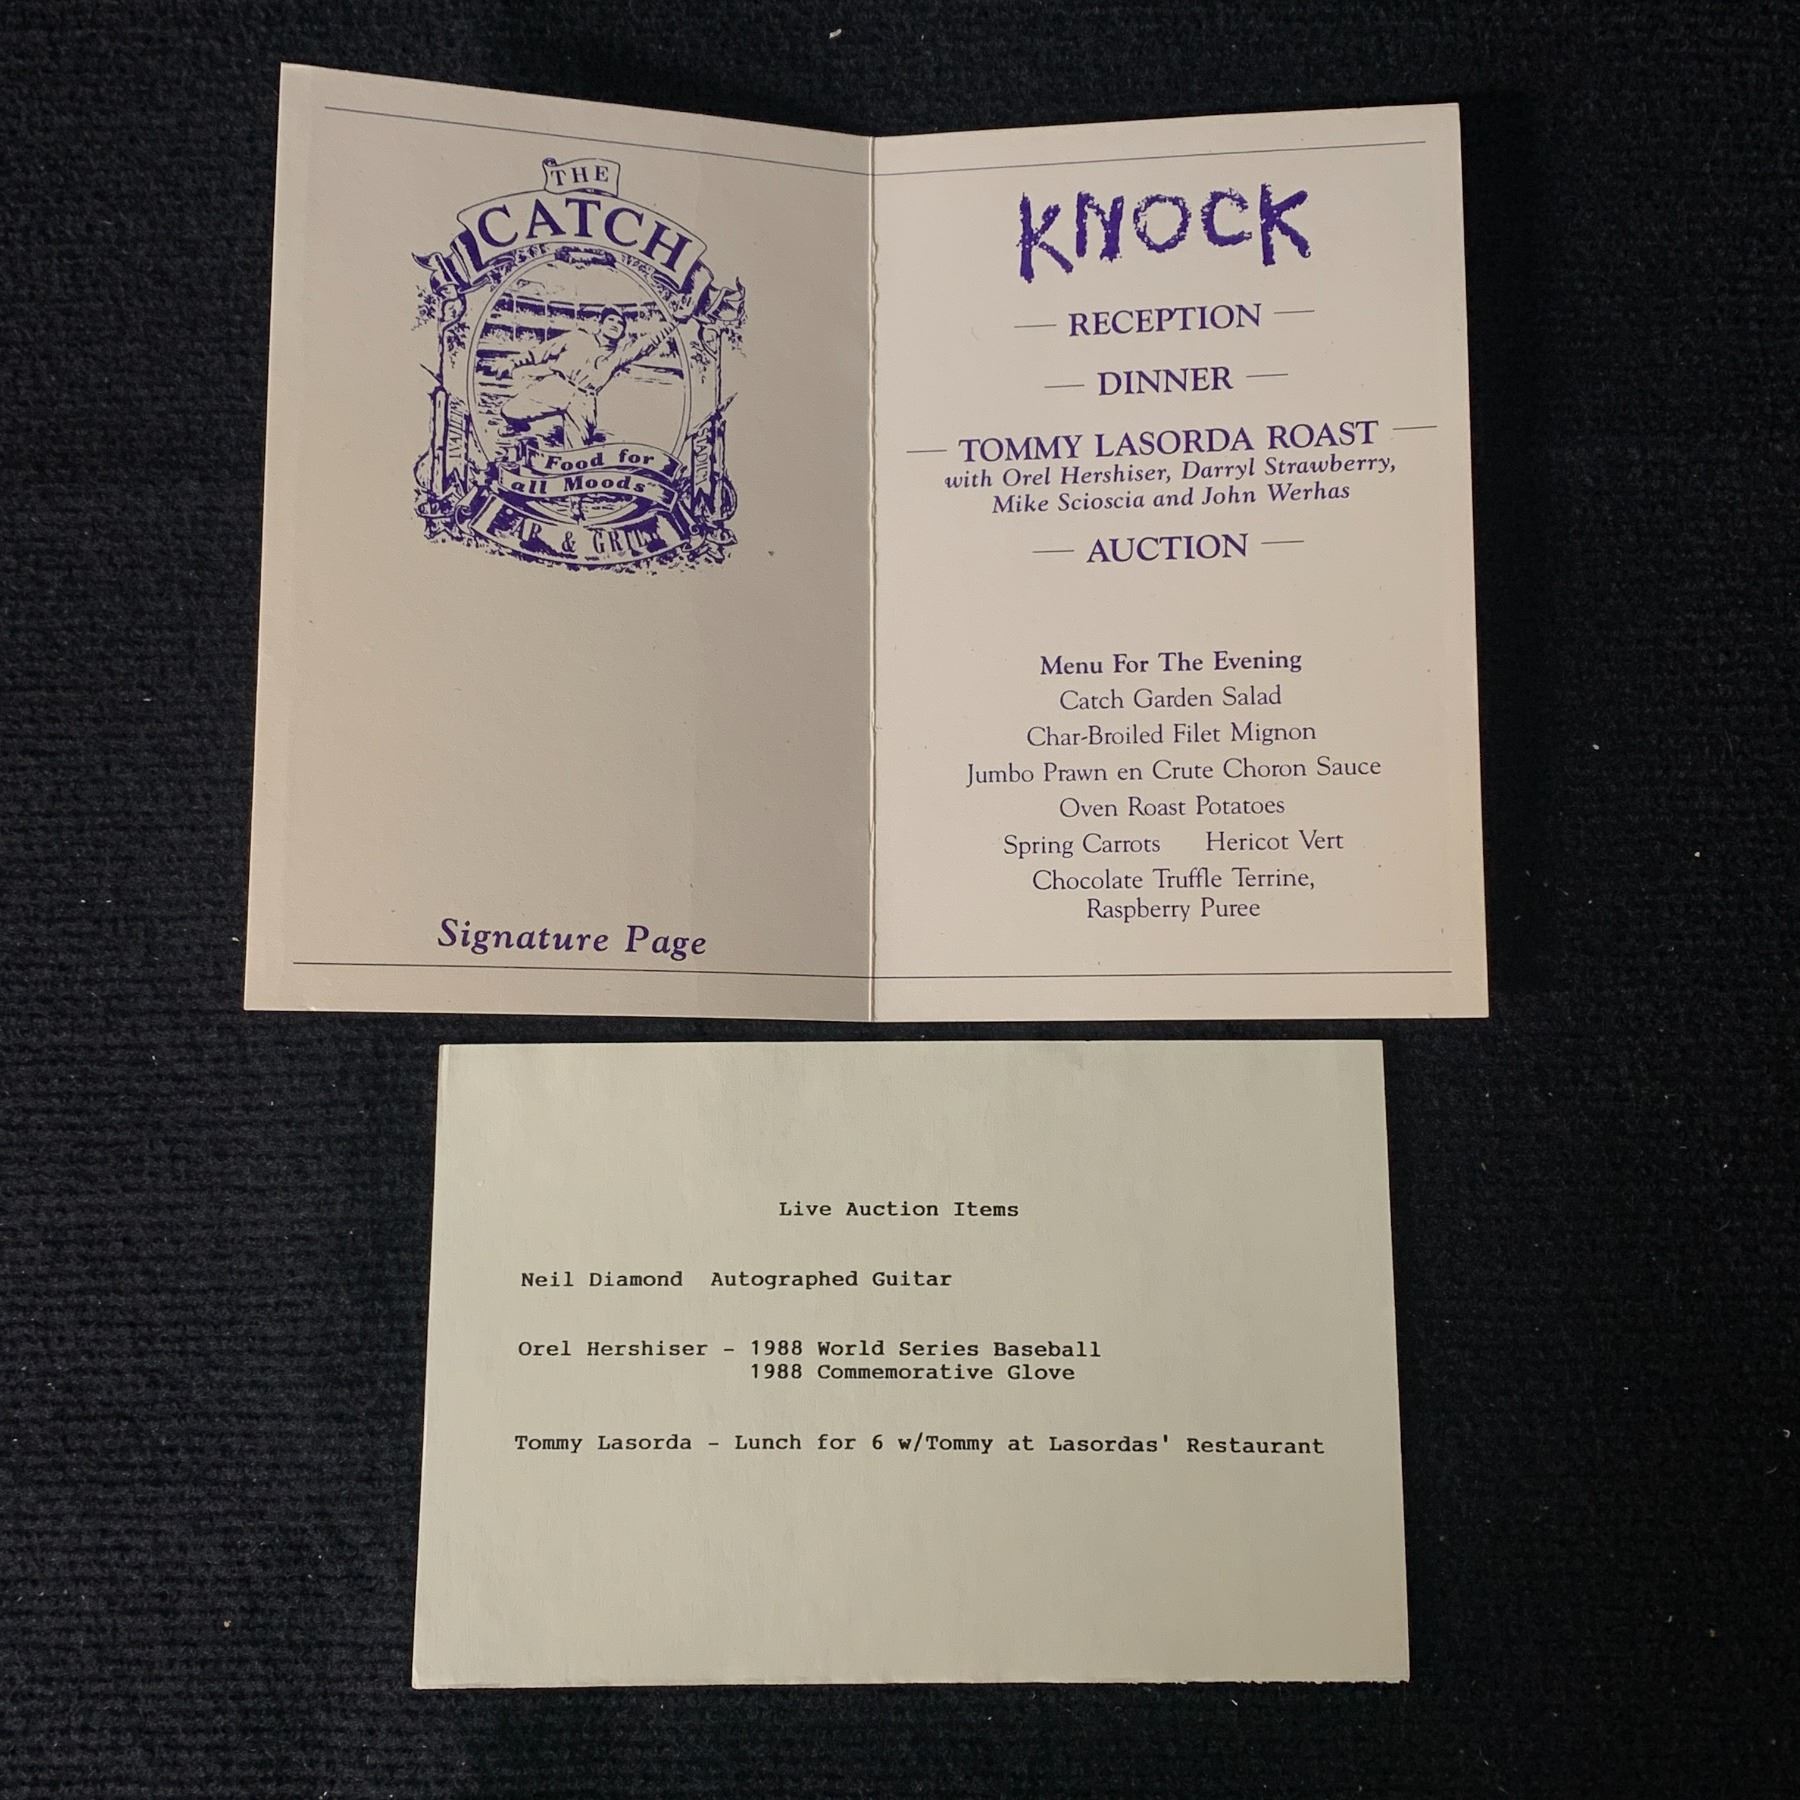 THE
CATCH
Food for
all Moods
BAR & GRILL
Signature Page
KNOCK
— RECEPTION —
— DINNER —
— TOMMY LASORDA ROAST —
with Orel Hershiser, Darryl Strawberry,
Mike Scioscia and John Werhas
— AUCTION —
Menu For The Evening
Catch Garden Salad
Char-Broiled Filet Mignon
Jumbo Prawn en Crute Choron Sauce
Oven Roast Potatoes
Spring Carrots Hericot Vert
Chocolate Truffle Terrine,
Raspberry Puree
Live Auction Items
Neil Diamond Autographed Guitar
Orel Hershiser - 1988 World Series Baseball
1988 Commemorative Glove
Tommy Lasorda - Lunch for 6 w/Tommy at Lasordas' Restaurant